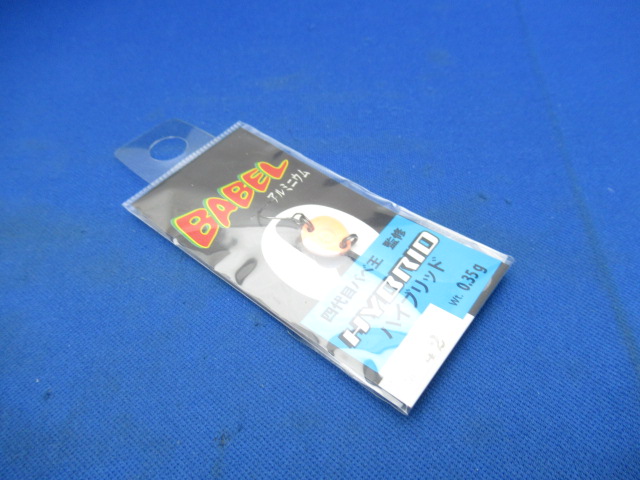 BABEL
アルミニウム
四代目バベ王 監修
HYBRID
ハイブリッド
Wt. 0.35g